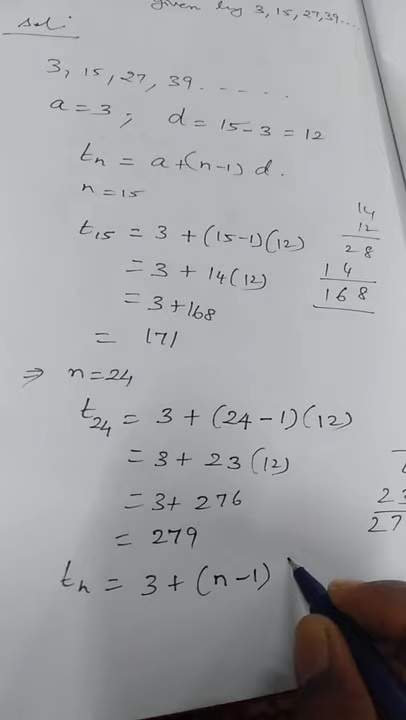 given by 3, 15, 27, 39....
sol:
3, 15, 27, 39 ......
a = 3 ; d = 15 - 3 = 12
tn = a + (n-1) d.
n = 15
t15 = 3 + (15-1)(12)
= 3 + 14(12)
= 3 + 168
= 171
14
12
28
14
168
⇒ n = 24
t24 = 3 + (24 - 1)(12)
= 3 + 23(12)
= 3 + 276
= 279
tn = 3 + (n-1)